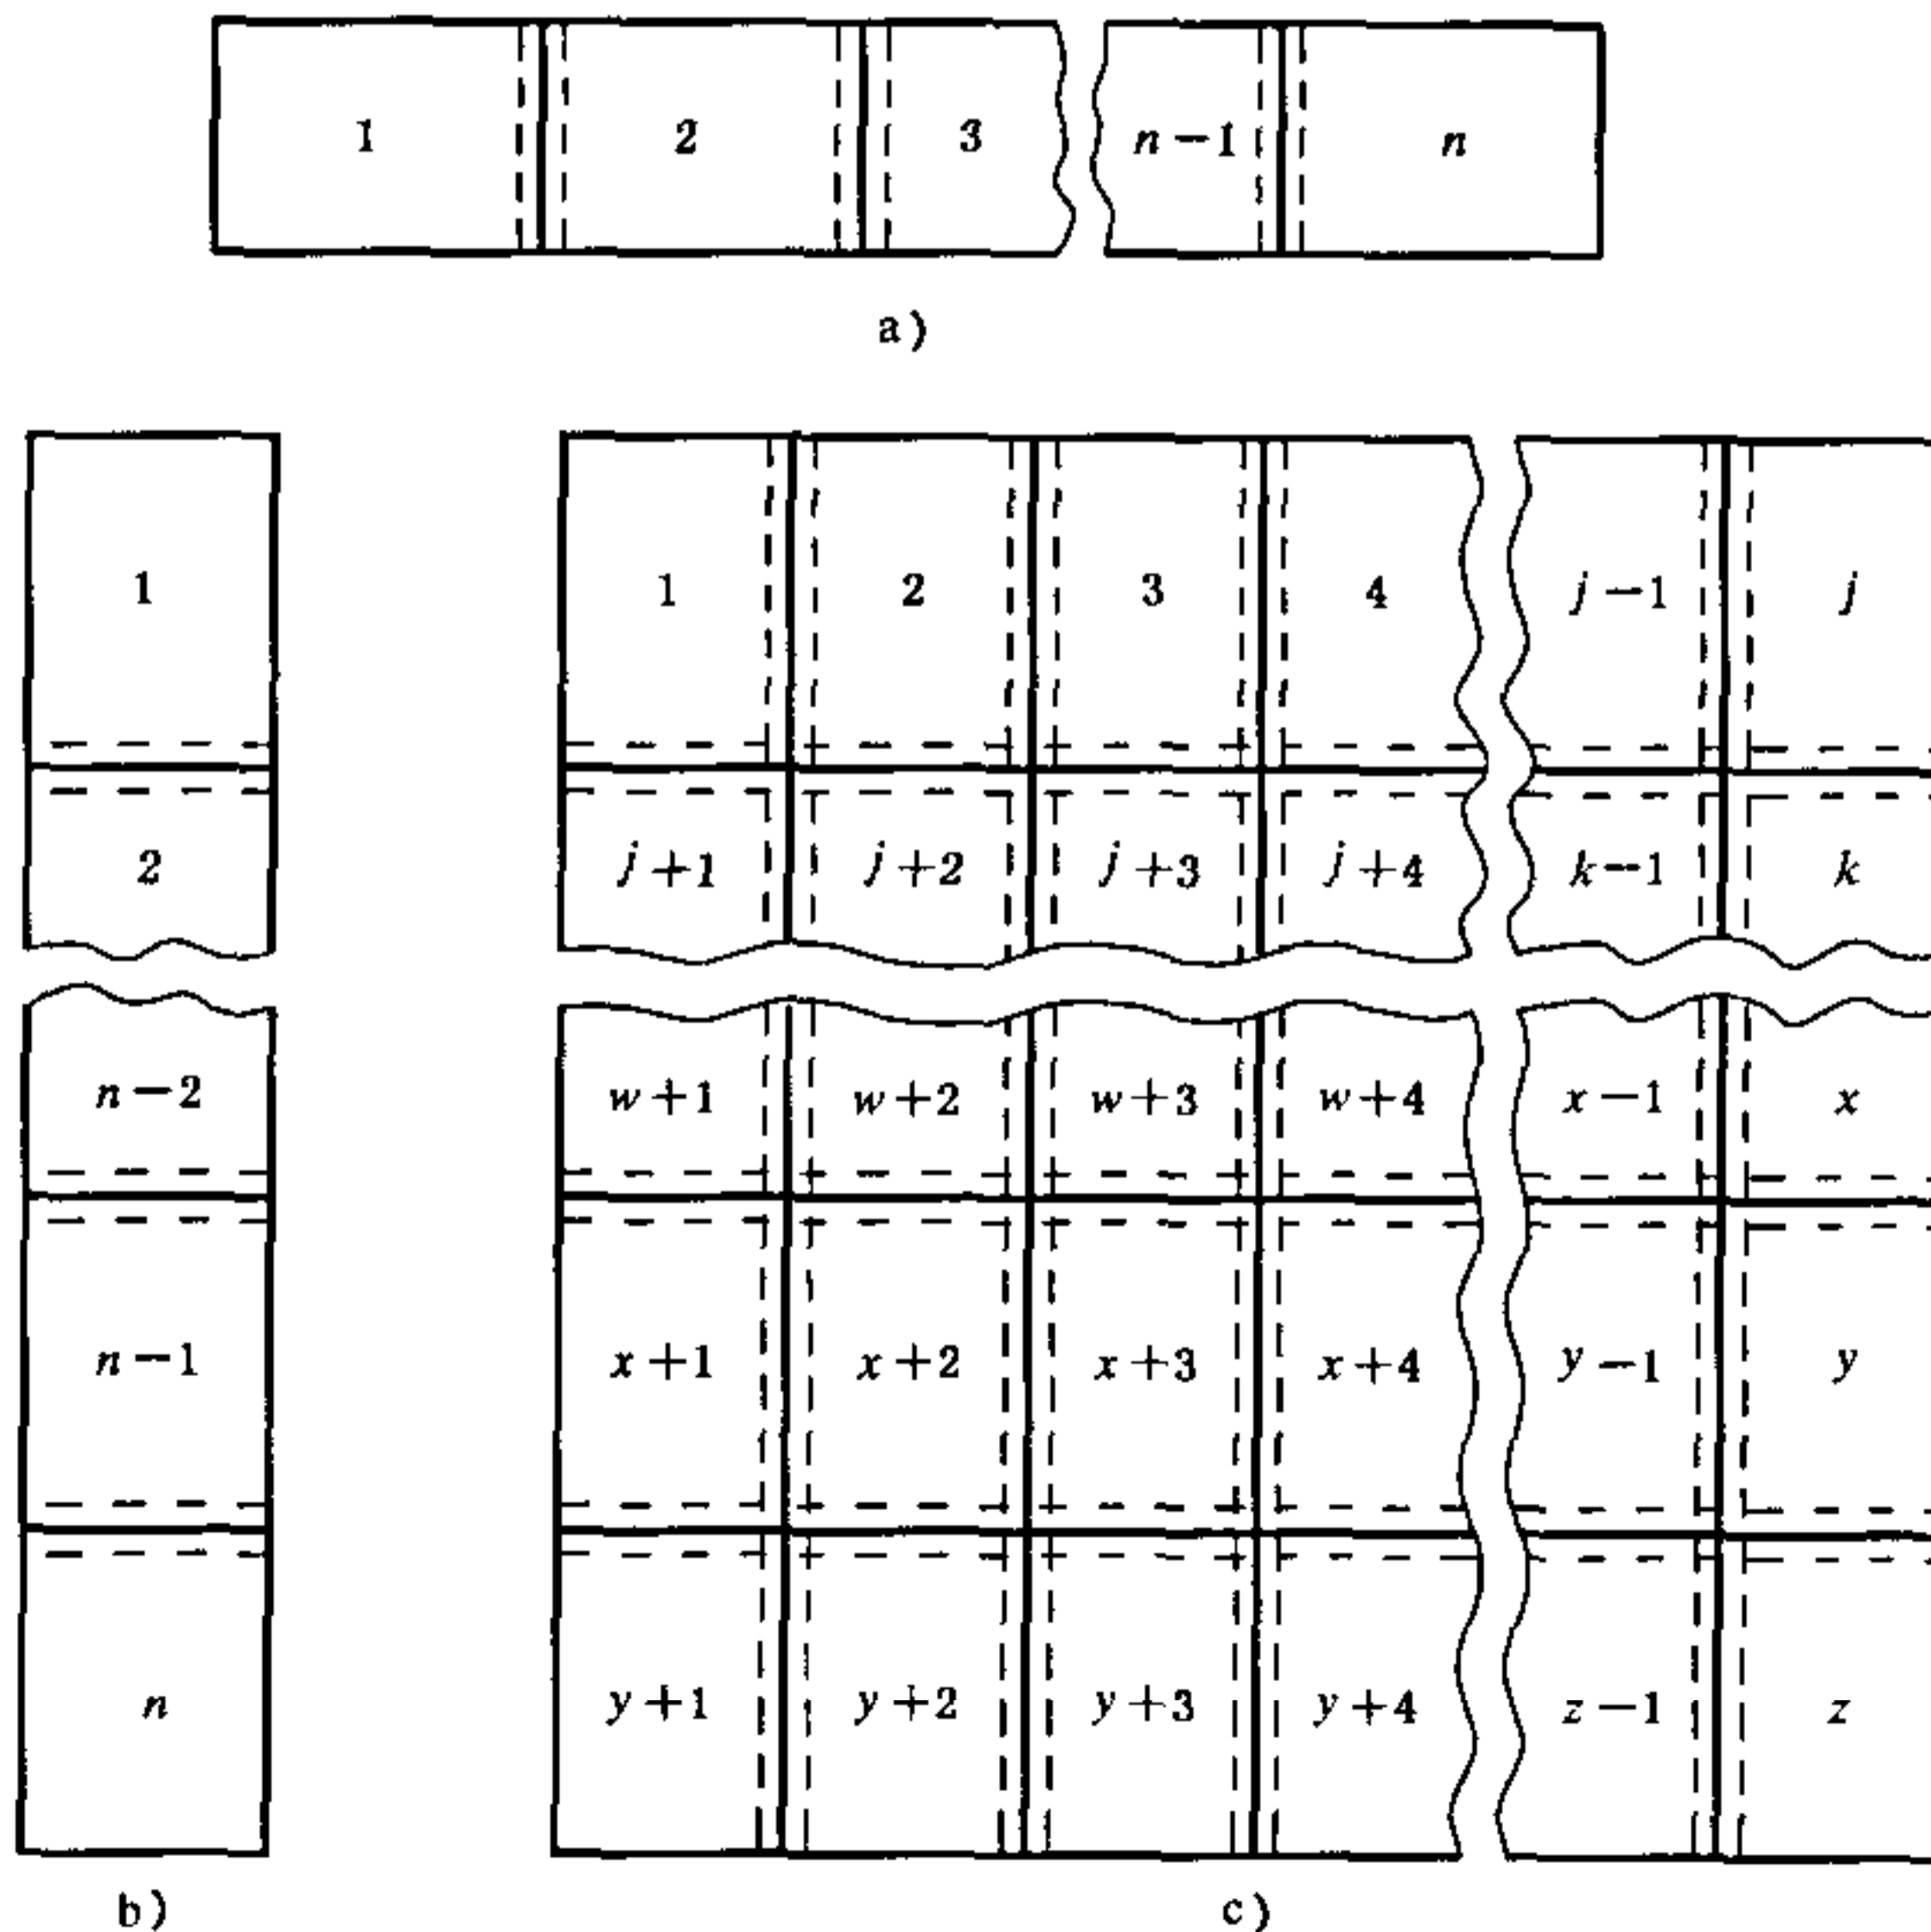 1 2 3 n-1 n
a)
1
2
n-2
n-1
n
b)
1 2 3 4 j-1 j
j+1 j+2 j+3 j+4 k-1 k
w+1 w+2 w+3 w+4 x-1 x
x+1 x+2 x+3 x+4 y-1 y
y+1 y+2 y+3 y+4 z-1 z
c)